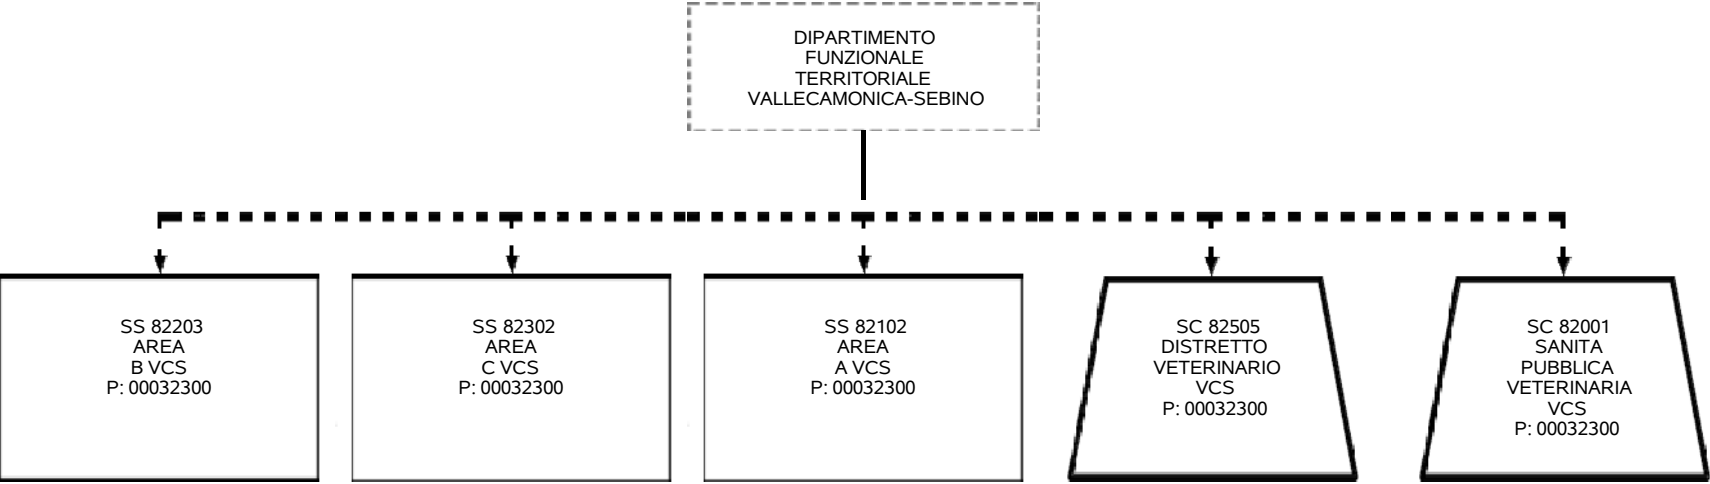 DIPARTIMENTO
FUNZIONALE
TERRITORIALE
VALLECAMONICA-SEBINO
SS 82203
AREA
B VCS
P: 00032300
SS 82302
AREA
C VCS
P: 00032300
SS 82102
AREA
A VCS
P: 00032300
SC 82505
DISTRETTO
VETERINARIO
VCS
P: 00032300
SC 82001
SANITA
PUBBLICA
VETERINARIA
VCS
P: 00032300